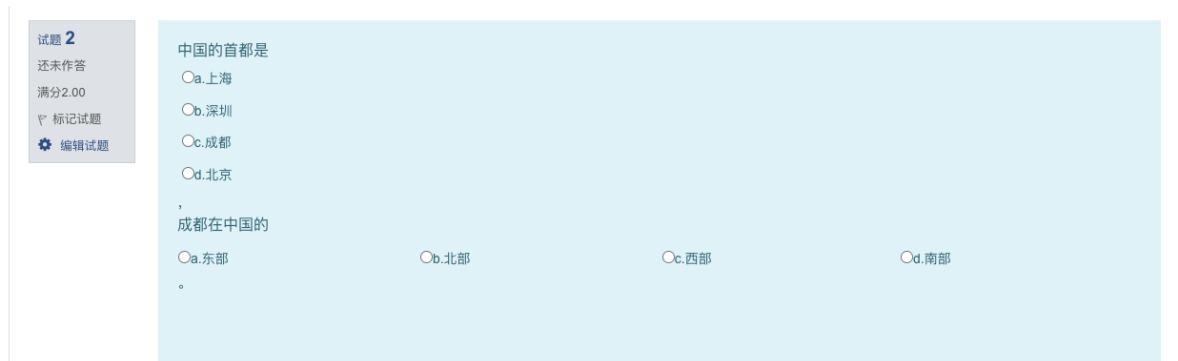 试题 2
还未作答
满分2.00
标记试题
编辑试题
中国的首都是
a.上海
b.深圳
c.成都
d.北京
,
成都在中国的
a.东部 b.北部 c.西部 d.南部
。